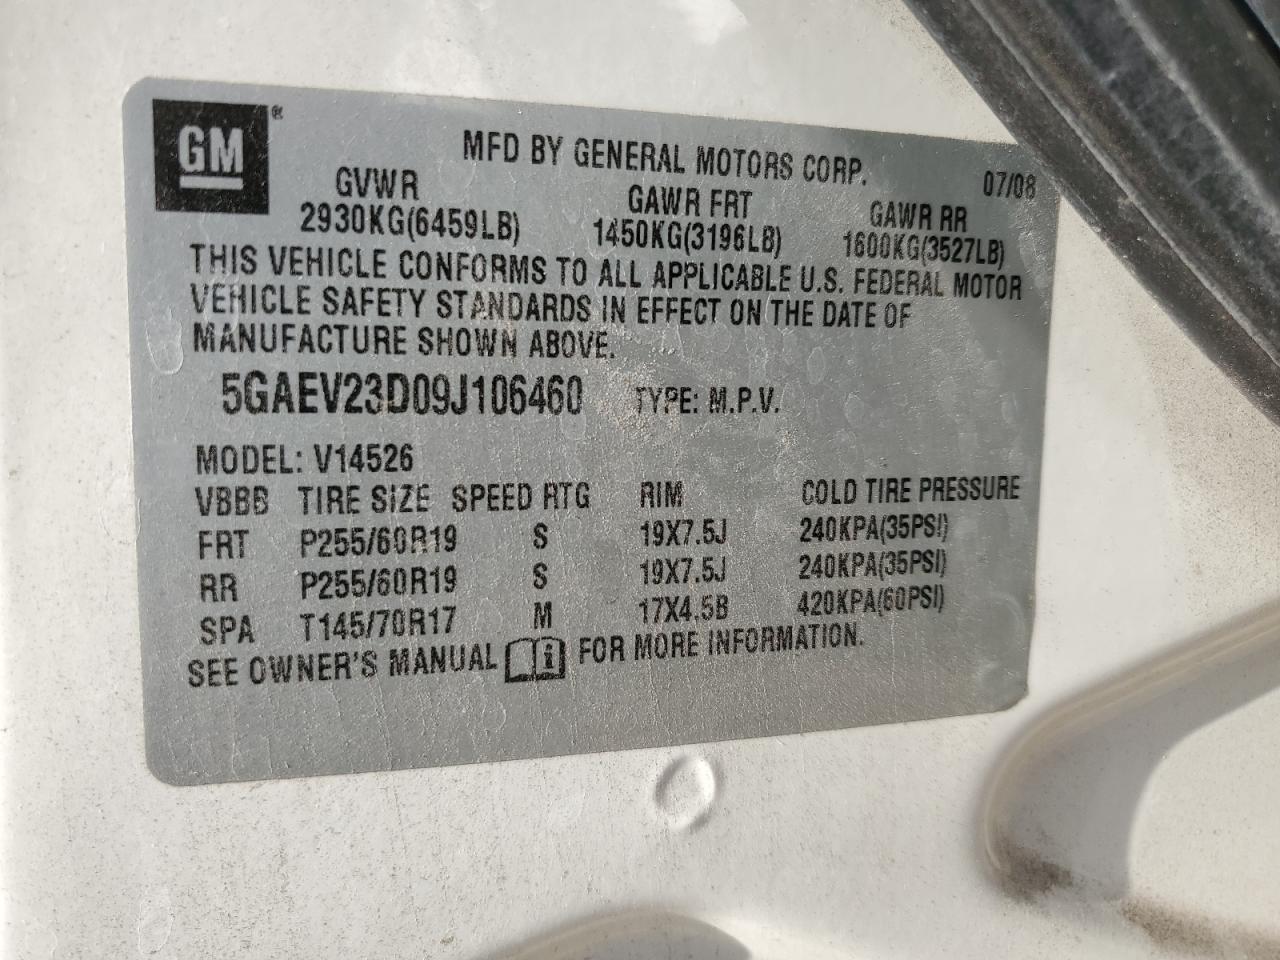 GM ®
MFD BY GENERAL MOTORS CORP. 07/08
GVWR GAWR FRT GAWR RR
2930KG(6459LB) 1450KG(3196LB) 1600KG(3527LB)
THIS VEHICLE CONFORMS TO ALL APPLICABLE U.S. FEDERAL MOTOR
VEHICLE SAFETY STANDARDS IN EFFECT ON THE DATE OF
MANUFACTURE SHOWN ABOVE.
5GAEV23D09J106460 TYPE: M.P.V.
MODEL: V14526
VBBB TIRE SIZE SPEED RTG RIM COLD TIRE PRESSURE
FRT P255/60R19 S 19X7.5J 240KPA(35PSI)
RR P255/60R19 S 19X7.5J 240KPA(35PSI)
SPA T145/70R17 M 17X4.5B 420KPA(60PSI)
SEE OWNER'S MANUAL i FOR MORE INFORMATION.